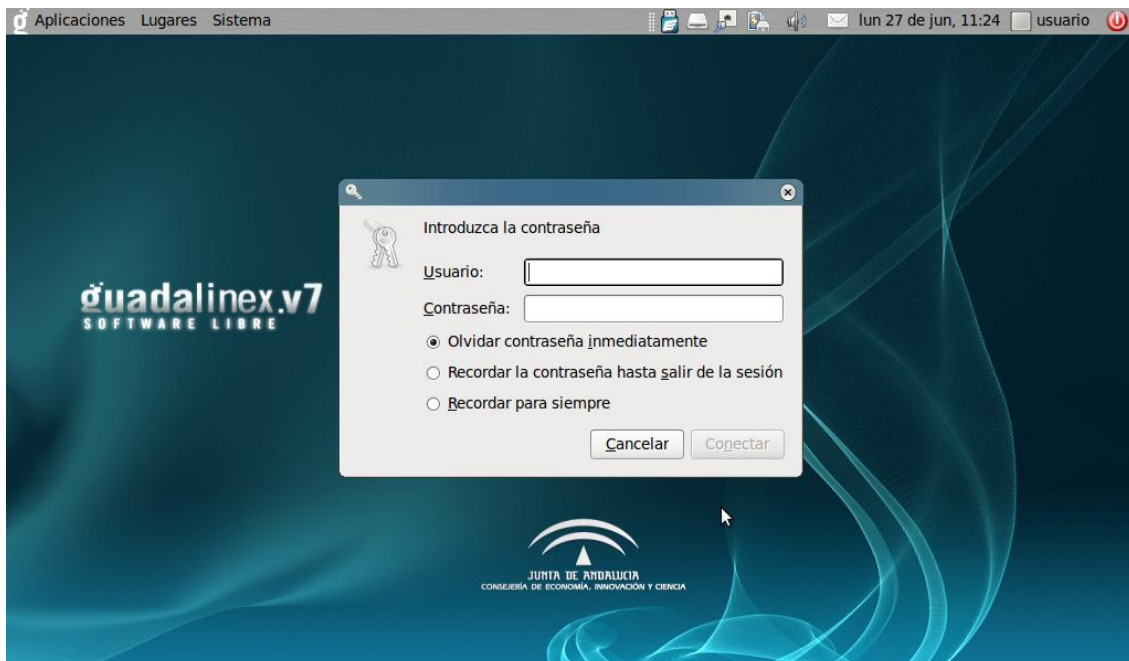 Aplicaciones Lugares Sistema lun 27 de jun, 11:24 usuario
Introduzca la contraseña
Usuario:
Contraseña:
Olvidar contraseña inmediatamente
Recordar la contraseña hasta salir de la sesión
Recordar para siempre
Cancelar Conectar
guadalinex.v7
SOFTWARE LIBRE
JUNTA DE ANDALUCIA
CONSEJERÍA DE ECONOMÍA, INNOVACIÓN Y CIENCIA